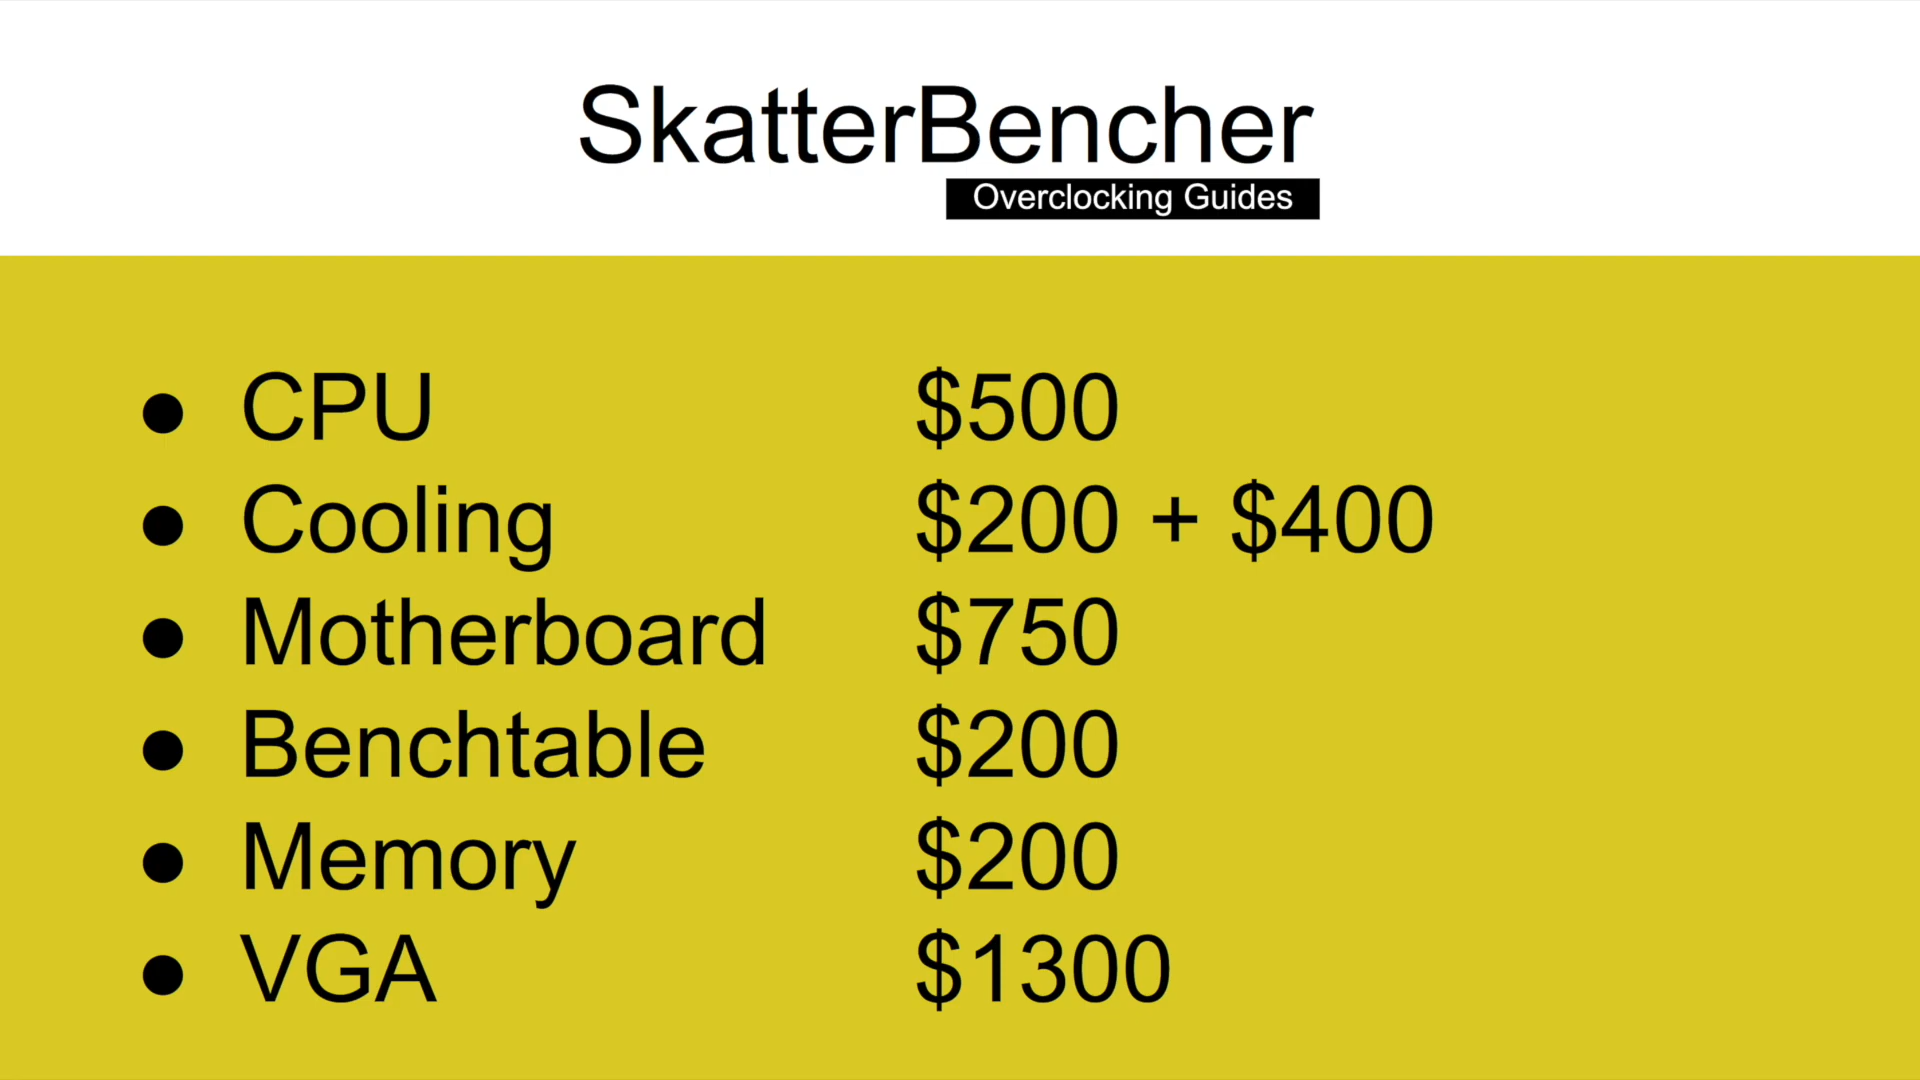 SkatterBencher
Overclocking Guides
● CPU $500
● Cooling $200 + $400
● Motherboard $750
● Benchtable $200
● Memory $200
● VGA $1300